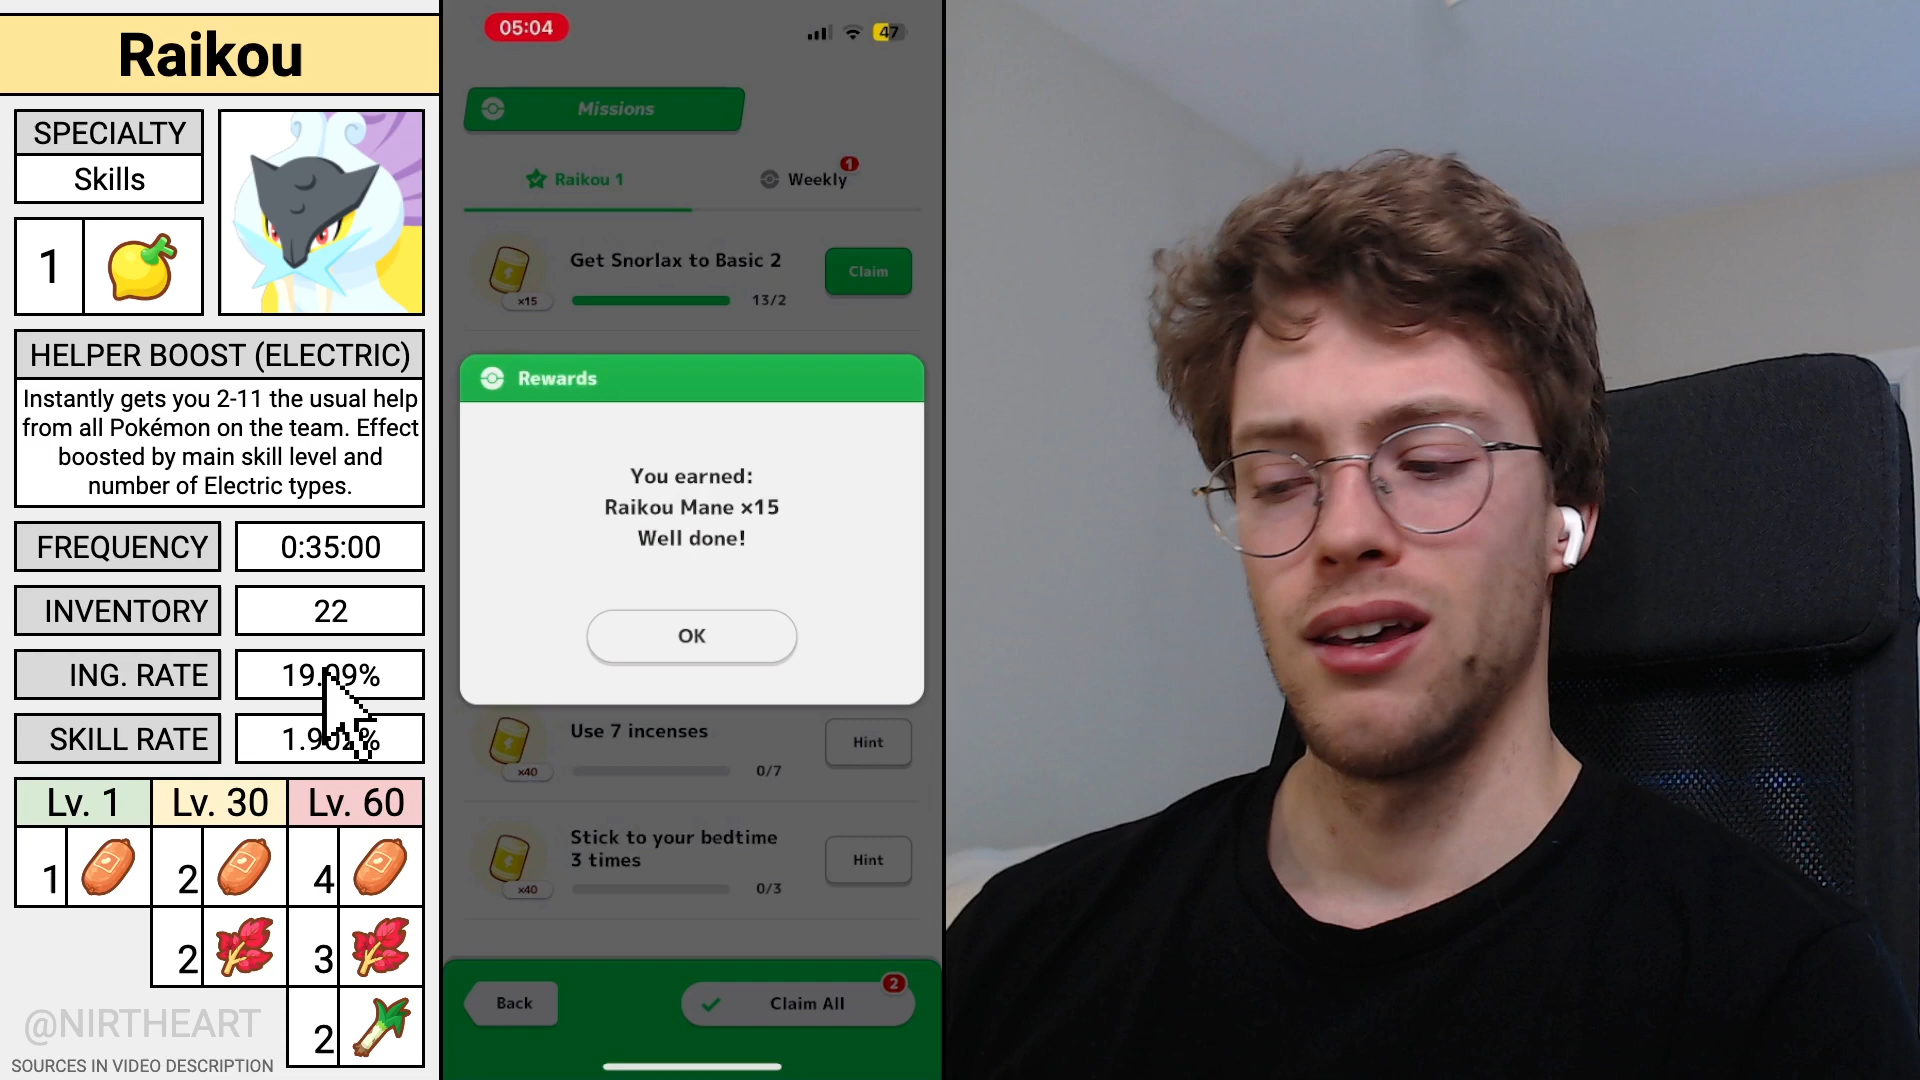 Raikou
SPECIALTY
Skills
1
HELPER BOOST (ELECTRIC)
Instantly gets you 2-11 the usual help
from all Pokémon on the team. Effect
boosted by main skill level and
number of Electric types.
FREQUENCY
0:35:00
INVENTORY
22
ING. RATE
SKILL RATE
Lv. 1
Lv. 30
Lv. 60
1
2
4
2
3
2
@NIRTHEART
SOURCES IN VIDEO DESCRIPTION
05:04
47
Missions
Raikou 1
Weekly
1
Get Snorlax to Basic 2
x15
13/2
Claim
Rewards
You earned:
Raikou Mane ×15
Well done!
OK
Use 7 incenses
x40
0/7
Hint
Stick to your bedtime
3 times
x40
0/3
Hint
Back
Claim All
2